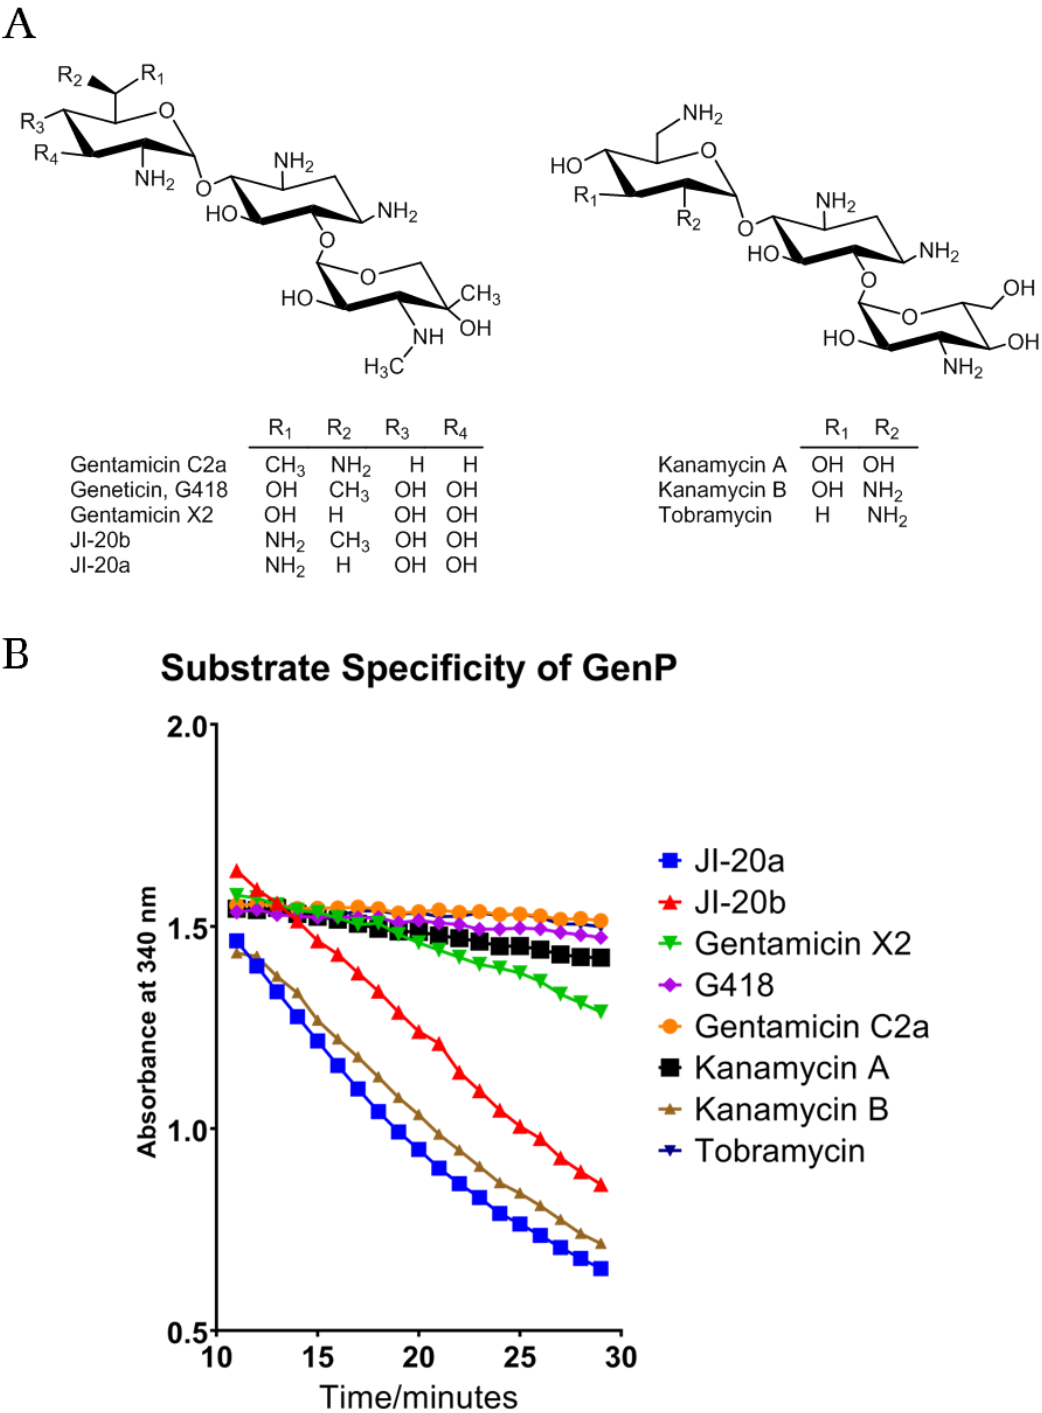 A
R₂ R₁
R₃ O
R₄
NH₂ O NH₂
HO NH₂
O
O
HO CH₃
OH
NH
H₃C
NH₂
HO O
R₁
R₂ O NH₂
HO NH₂
O
O OH
HO OH
NH₂
R₁ R₂ R₃ R₄
Gentamicin C2a CH₃ NH₂ H H
Geneticin, G418 OH CH₃ OH OH
Gentamicin X2 OH H OH OH
JI-20b NH₂ CH₃ OH OH
JI-20a NH₂ H OH OH
R₁ R₂
Kanamycin A OH OH
Kanamycin B OH NH₂
Tobramycin H NH₂
B
Substrate Specificity of GenP
Absorbance at 340 nm
2.0
1.5
1.0
0.5
10 15 20 25 30
Time/minutes
JI-20a
JI-20b
Gentamicin X2
G418
Gentamicin C2a
Kanamycin A
Kanamycin B
Tobramycin